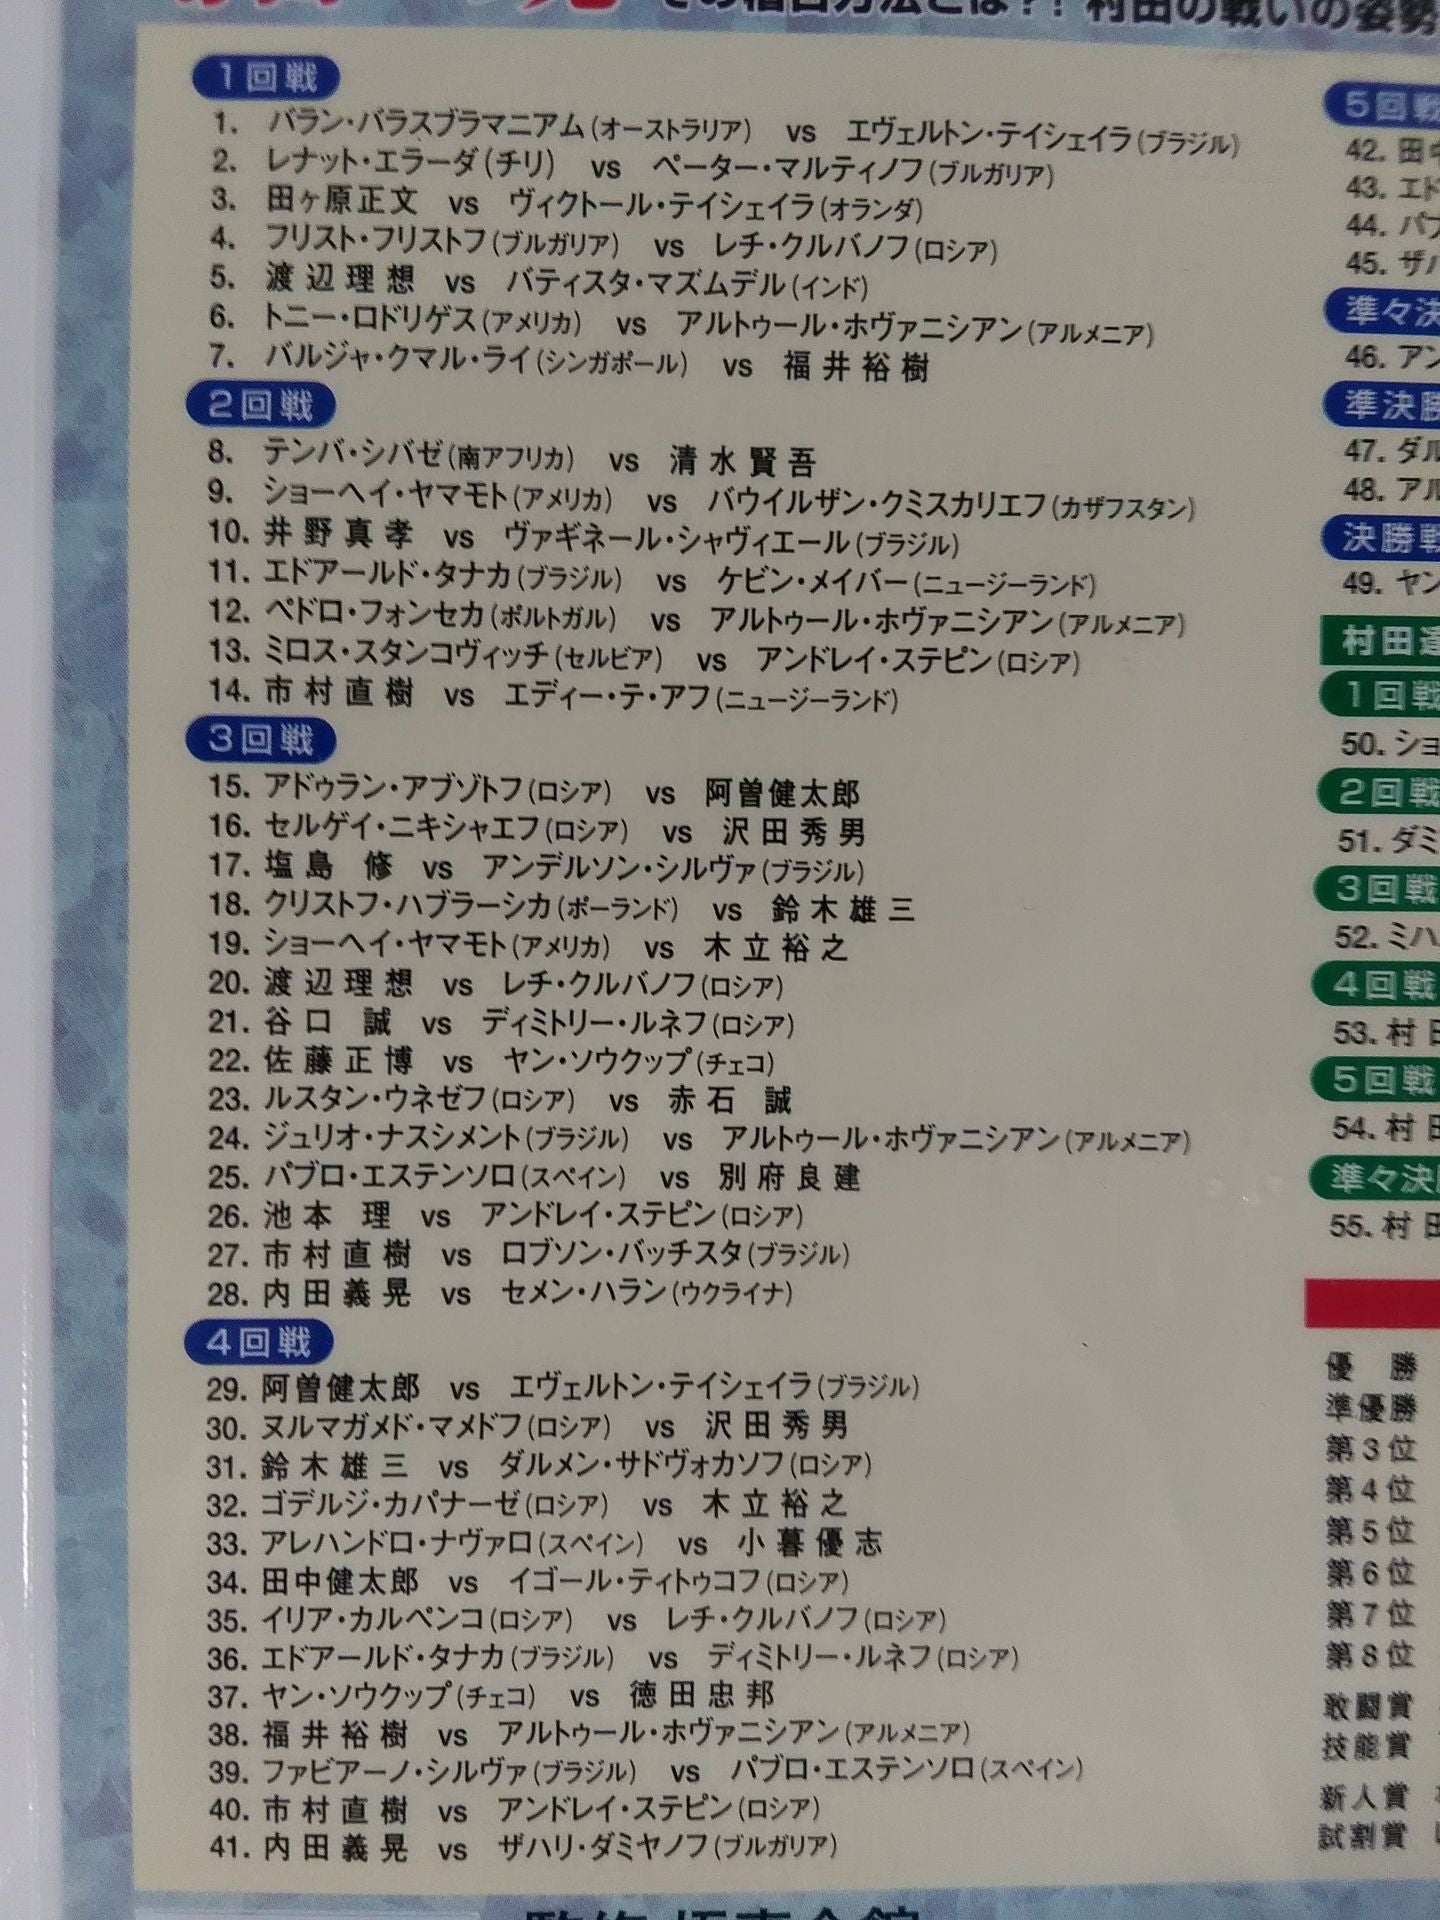 村田の戦いの姿勢
1回戦
1. バラン・バラスブラマニアム(オーストラリア) vs エヴェルトン・テイシェイラ(ブラジル)
2. レナット・エラーダ(チリ) vs ペーター・マルティノフ(ブルガリア)
3. 田ヶ原正文 vs ヴィクトール・テイシェイラ(オランダ)
4. フリスト・フリストフ(ブルガリア) vs レチ・クルバノフ(ロシア)
5. 渡辺理想 vs バティスタ・マズムデル(インド)
6. トニー・ロドリゲス(アメリカ) vs アルトゥール・ホヴァニシアン(アルメニア)
7. バルジャ・クマル・ライ(シンガポール) vs 福井裕樹
2回戦
8. テンバ・シバゼ(南アフリカ) vs 清水賢吾
9. ショーヘイ・ヤマモト(アメリカ) vs バウイルザン・クミスカリエフ(カザフスタン)
10. 井野真孝 vs ヴァギネール・シャヴィエール(ブラジル)
11. エドアールド・タナカ(ブラジル) vs ケビン・メイバー(ニュージーランド)
12. ペドロ・フォンセカ(ポルトガル) vs アルトゥール・ホヴァニシアン(アルメニア)
13. ミロス・スタンコヴィッチ(セルビア) vs アンドレイ・ステピン(ロシア)
14. 市村直樹 vs エディー・テ・アフ(ニュージーランド)
3回戦
15. アドゥラン・アブゾトフ(ロシア) vs 阿曽健太郎
16. セルゲイ・ニキシャエフ(ロシア) vs 沢田秀男
17. 塩島 修 vs アンデルソン・シルヴァ(ブラジル)
18. クリストフ・ハブラーシカ(ポーランド) vs 鈴木雄三
19. ショーヘイ・ヤマモト(アメリカ) vs 木立裕之
20. 渡辺理想 vs レチ・クルバノフ(ロシア)
21. 谷口 誠 vs ディミトリー・ルネフ(ロシア)
22. 佐藤正博 vs ヤン・ソウクップ(チェコ)
23. ルスタン・ウネゼフ(ロシア) vs 赤石 誠
24. ジュリオ・ナスシメント(ブラジル) vs アルトゥール・ホヴァニシアン(アルメニア)
25. パブロ・エステンソロ(スペイン) vs 別府良建
26. 池本 理 vs アンドレイ・ステピン(ロシア)
27. 市村直樹 vs ロブソン・バッチスタ(ブラジル)
28. 内田義晃 vs セメン・ハラン(ウクライナ)
4回戦
29. 阿曽健太郎 vs エヴェルトン・テイシェイラ(ブラジル)
30. ヌルマガメド・マメドフ(ロシア) vs 沢田秀男
31. 鈴木雄三 vs ダルメン・サドヴォカソフ(ロシア)
32. ゴデルジ・カパナーゼ(ロシア) vs 木立裕之
33. アレハンドロ・ナヴァロ(スペイン) vs 小暮優志
34. 田中健太郎 vs イゴール・ティトゥコフ(ロシア)
35. イリア・カルペンコ(ロシア) vs レチ・クルバノフ(ロシア)
36. エドアールド・タナカ(ブラジル) vs ディミトリー・ルネフ(ロシア)
37. ヤン・ソウクップ(チェコ) vs 徳田忠邦
38. 福井裕樹 vs アルトゥール・ホヴァニシアン(アルメニア)
39. ファビアーノ・シルヴァ(ブラジル) vs パブロ・エステンソロ(スペイン)
40. 市村直樹 vs アンドレイ・ステピン(ロシア)
41. 内田義晃 vs ザハリ・ダミヤノフ(ブルガリア)
5回戦
42. 田
43. エド
44. パブ
45. ザハ
準々決
46. アン
準決勝
47. ダル
48. アル
決勝戦
49. ヤン
村田
1回戦
50. ショ
2回戦
51. ダミ
3回戦
52. ミハ
4回戦
53. 村
5回戦
54. 村
準々決
55. 村
優 勝
準優勝
第3位
第4位
第5位
第6位
第7位
第8位
敢闘賞
技能賞
新人賞
試割賞